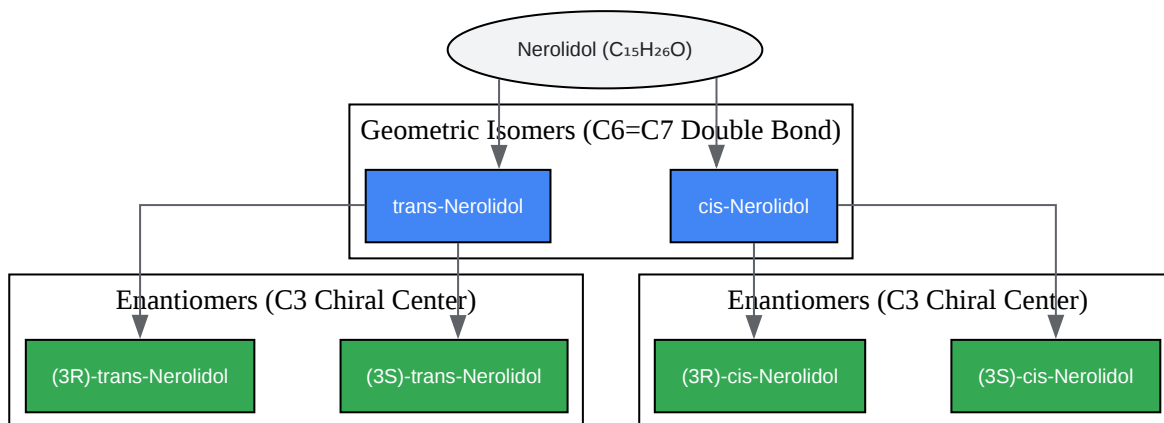 Nerolidol (C₁₅H₂₆O)
Geometric Isomers (C6=C7 Double Bond)
trans-Nerolidol
cis-Nerolidol
Enantiomers (C3 Chiral Center)
(3R)-trans-Nerolidol
(3S)-trans-Nerolidol
Enantiomers (C3 Chiral Center)
(3R)-cis-Nerolidol
(3S)-cis-Nerolidol